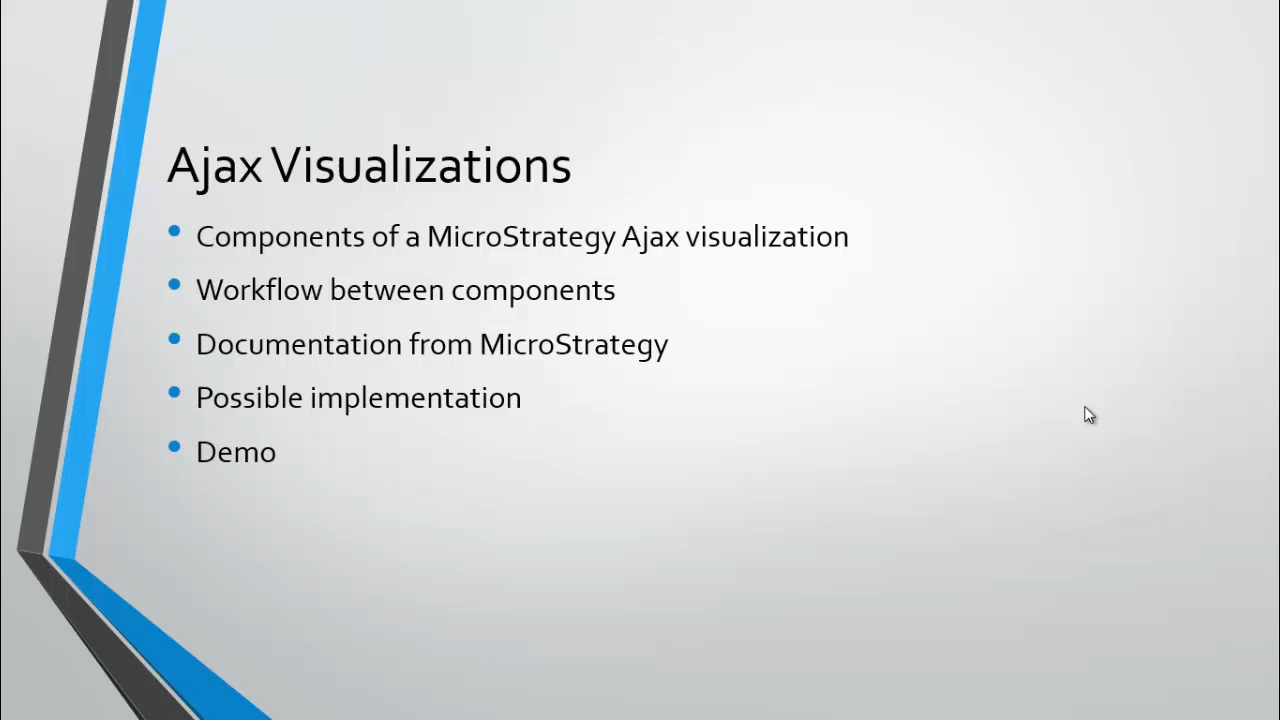 Ajax Visualizations
• Components of a MicroStrategy Ajax visualization
• Workflow between components
• Documentation from MicroStrategy
• Possible implementation
• Demo